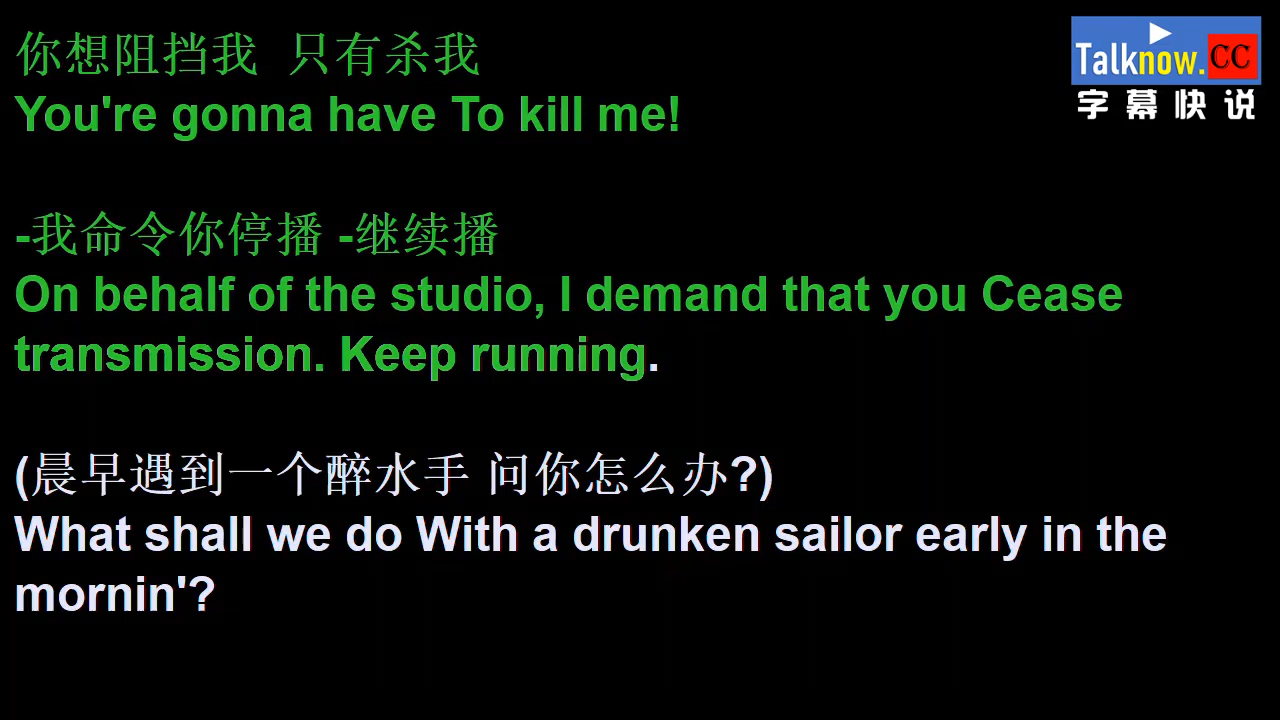 你想阻挡我 只有杀我
You're gonna have To kill me!
-我命令你停播 -继续播
On behalf of the studio, I demand that you Cease
transmission. Keep running.
(晨早遇到一个醉水手 问你怎么办?)
What shall we do With a drunken sailor early in the
mornin'?
Talknow.CC
字幕快说